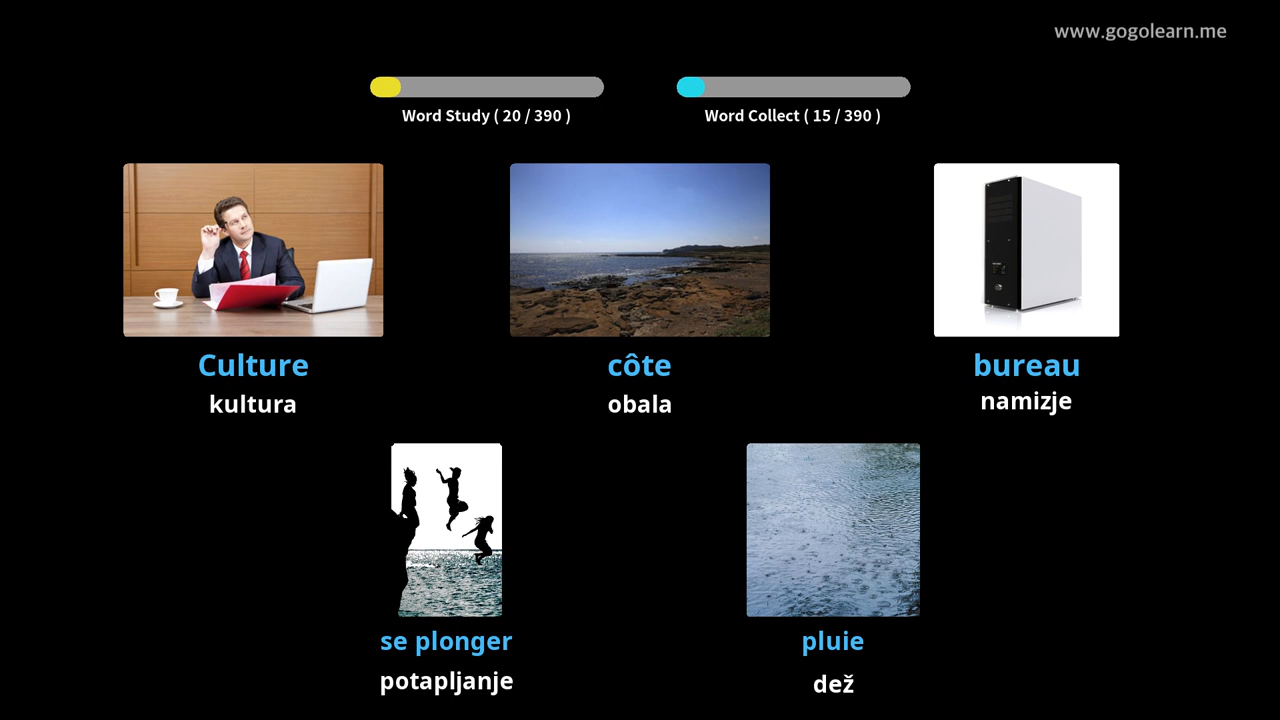 www.gogolearn.me
Word Study ( 20 / 390 )
Word Collect ( 15 / 390 )
Culture
kultura
côte
obala
bureau
namizje
se plonger
potapljanje
pluie
dež